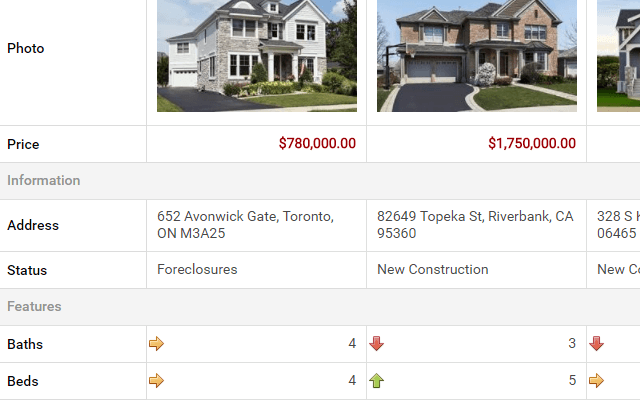 Photo
Price $780,000.00 $1,750,000.00
Information
Address 652 Avonwick Gate, Toronto, ON M3A25 82649 Topeka St, Riverbank, CA 95360 328 S 06465
Status Foreclosures New Construction New Co
Features
Baths 4 3
Beds 4 5